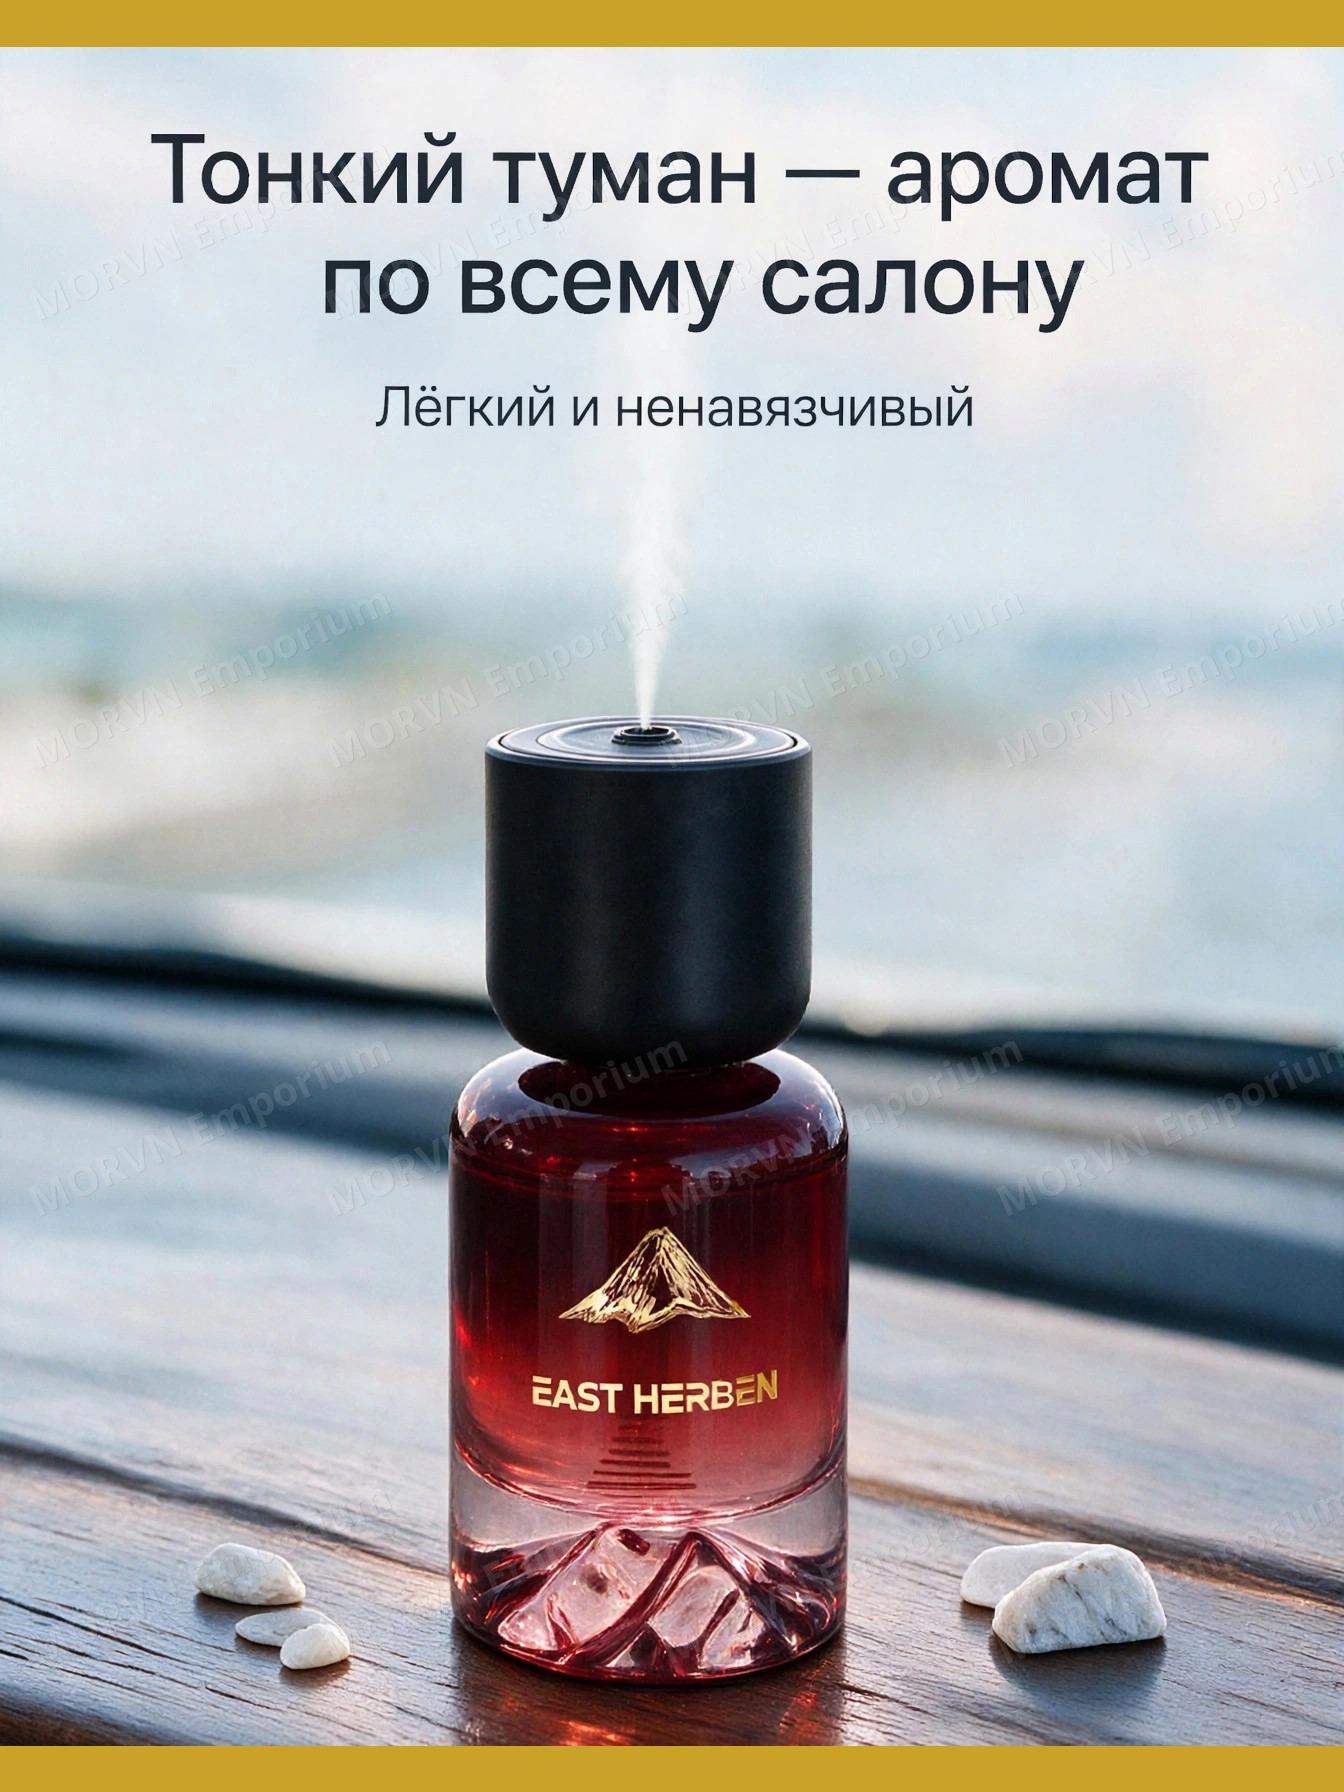 Тонкий туман — аромат
по всему салону
Лёгкий и ненавязчивый
MORVN Emporium
EAST HERBEN